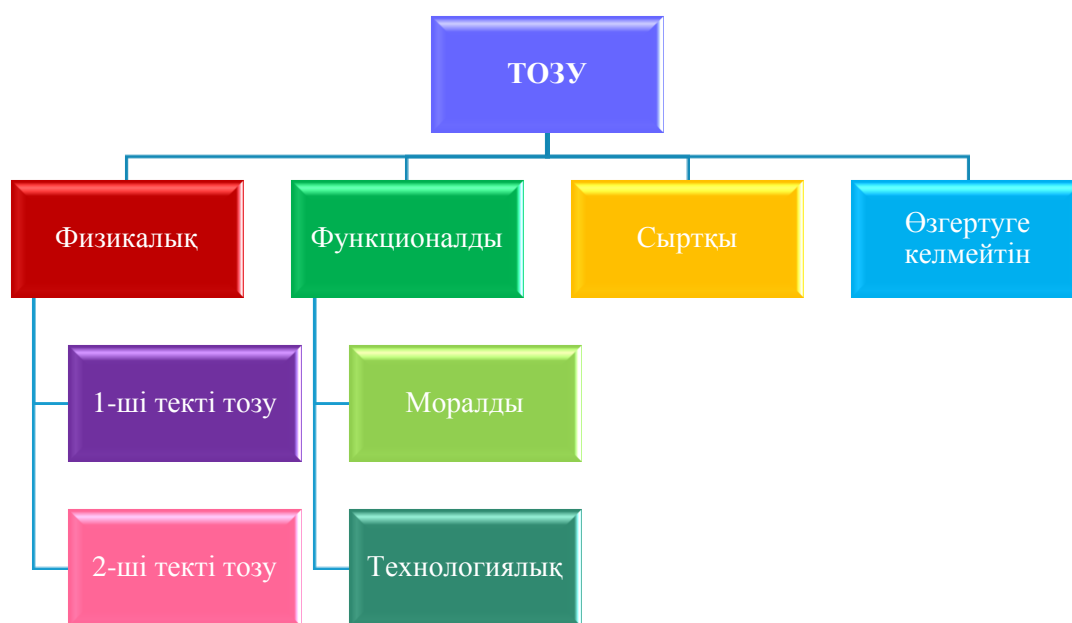 ТОЗУ
Физикалық
Функционалды
Сыртқы
Өзгертуге
келмейтін
1-ші текті тозу
Моралды
2-ші текті тозу
Технологиялық